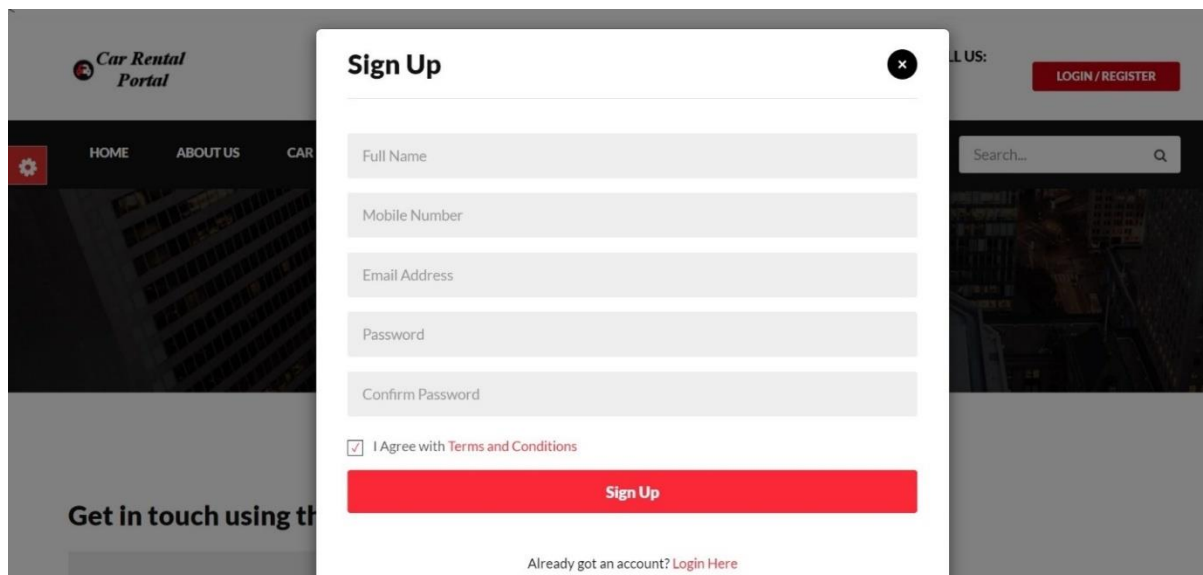 Car Rental
Portal
LL US:
LOGIN / REGISTER
HOME
ABOUT US
CAR
Search...
Sign Up
Full Name
Mobile Number
Email Address
Password
Confirm Password
I Agree with Terms and Conditions
Sign Up
Already got an account? Login Here
Get in touch using th